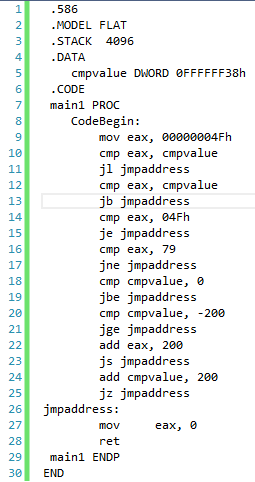 1 .586
2 .MODEL FLAT
3 .STACK 4096
4 .DATA
5 cmpvalue DWORD 0FFFFFF38h
6 .CODE
7 main1 PROC
8 CodeBegin:
9 mov eax, 00000004Fh
10 cmp eax, cmpvalue
11 jl jmpaddress
12 cmp eax, cmpvalue
13 jb jmpaddress
14 cmp eax, 04Fh
15 je jmpaddress
16 cmp eax, 79
17 jne jmpaddress
18 cmp cmpvalue, 0
19 jbe jmpaddress
20 cmp cmpvalue, -200
21 jge jmpaddress
22 add eax, 200
23 js jmpaddress
24 add cmpvalue, 200
25 jz jmpaddress
26 jmpaddress:
27 mov eax, 0
28 ret
29 main1 ENDP
30 END